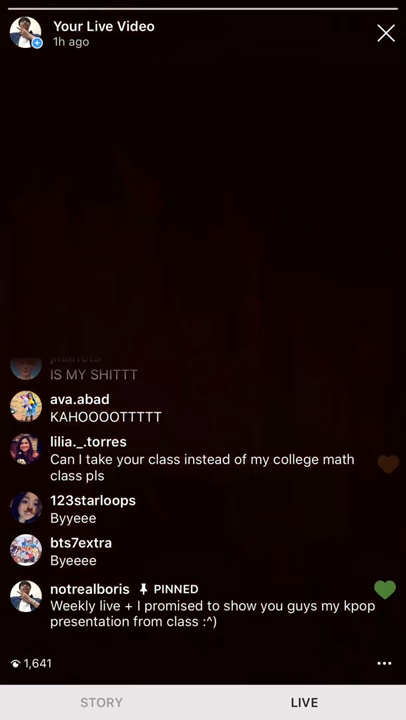 Your Live Video
1h ago
IS MY SHITTT
ava.abad
KAHOOOOTTTTT
lilia._.torres
Can I take your class instead of my college math
class pls
123starloops
Byyeee
bts7extra
Byeeee
notrealboris PINNED
Weekly live + I promised to show you guys my kpop
presentation from class :^)
1,641
STORY
LIVE